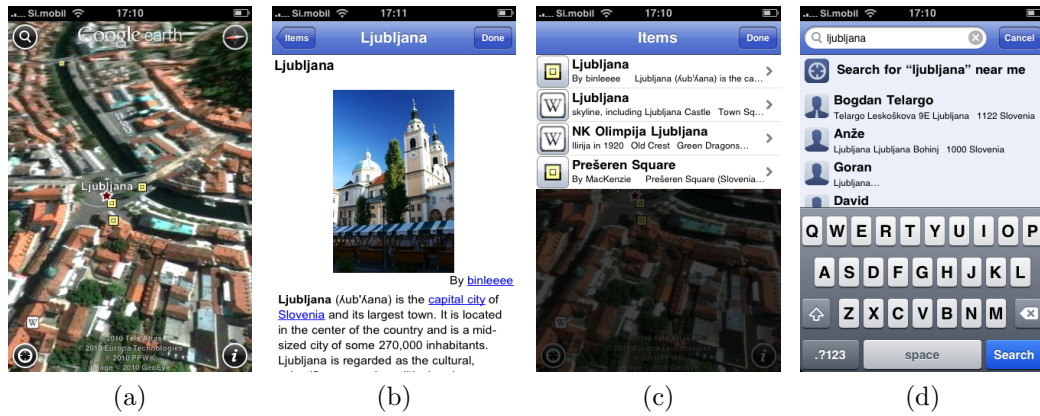 Si.mobil 17:10
Google earth
Ljubljana
W
© 2010 Tele Atlas
© 2010 Europa Technologies
© 2010 PPWK
Image © 2010 GeoEye
i
(a)
Si.mobil 17:11
Items Ljubljana Done
Ljubljana
By binleeee
Ljubljana (ʎub'ʎana) is the capital city of
Slovenia and its largest town. It is located
in the center of the country and is a mid-
sized city of some 270,000 inhabitants.
Ljubljana is regarded as the cultural,
(b)
Si.mobil 17:10
Items Done
Ljubljana
By binleeee Ljubljana (ʎub'ʎana) is the ca…
W Ljubljana
skyline, including Ljubljana Castle Town Sq…
W NK Olimpija Ljubljana
Ilirija in 1920 Old Crest Green Dragons…
Prešeren Square
By MacKenzie Prešeren Square (Slovenia…
(c)
Si.mobil 17:10
ljubljana Cancel
Search for “ljubljana” near me
Bogdan Telargo
Telargo Leskoškova 9E Ljubljana 1122 Slovenia
Anže
Ljubljana Ljubljana Bohinj 1000 Slovenia
Goran
Ljubljana…
David
Q W E R T Y U I O P
A S D F G H J K L
Z X C V B N M
.?123 space Search
(d)